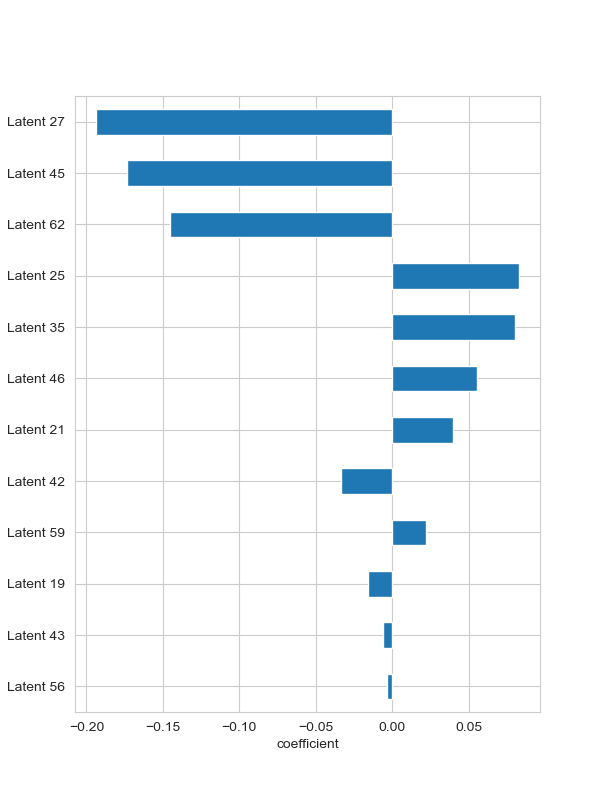 Latent 27
Latent 45
Latent 62
Latent 25
Latent 35
Latent 46
Latent 21
Latent 42
Latent 59
Latent 19
Latent 43
Latent 56
−0.20 −0.15 −0.10 −0.05 0.00 0.05
coefficient